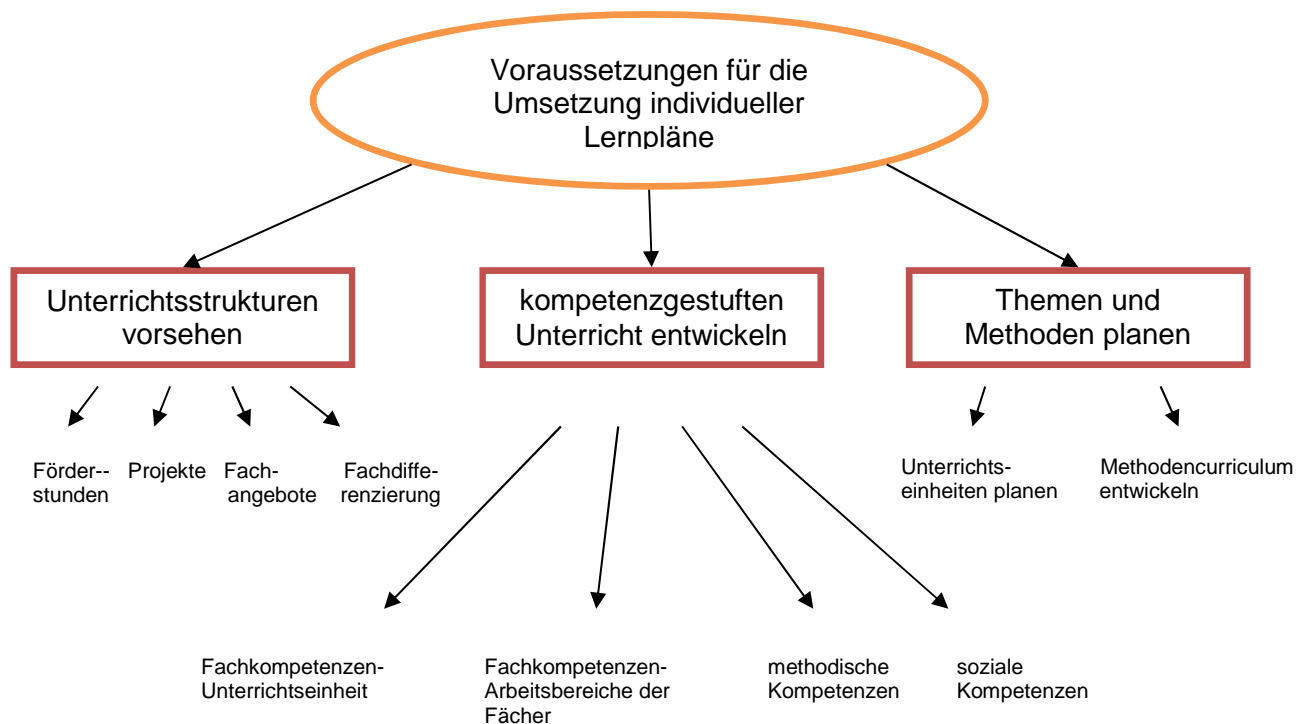 Voraussetzungen für die
Umsetzung individueller
Lernpläne
Unterrichtsstrukturen
vorsehen
kompetenzgestuften
Unterricht entwickeln
Themen und
Methoden planen
Förder--
stunden
Projekte
Fach-
angebote
Fachdiffe-
renzierung
Unterrichts-
einheiten planen
Methodencurriculum
entwickeln
Fachkompetenzen-
Unterrichtseinheit
Fachkompetenzen-
Arbeitsbereiche der
Fächer
methodische
Kompetenzen
soziale
Kompetenzen